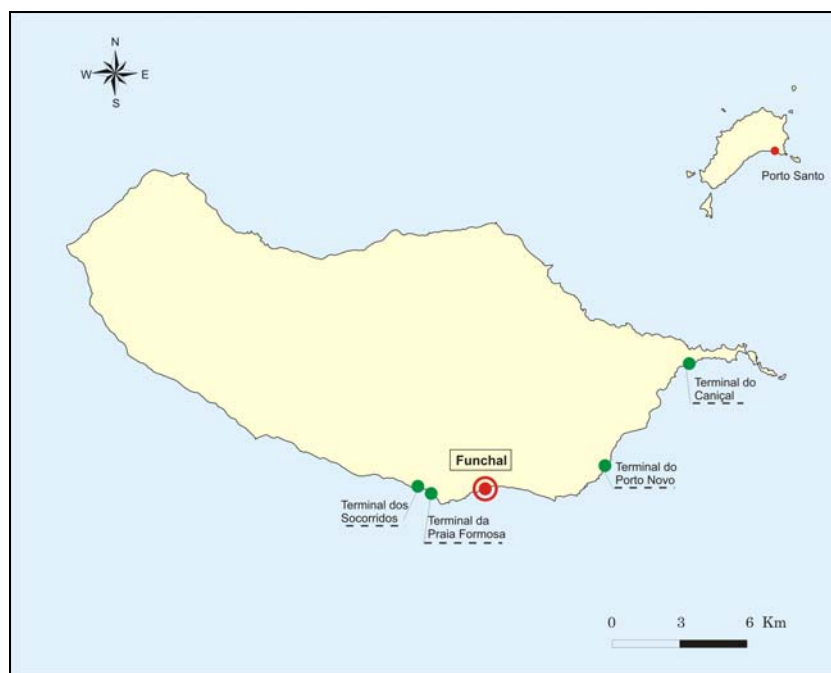 N
W E
S
Porto Santo
Terminal do
Caniçal
Funchal
Terminal do
Porto Novo
Terminal dos
Socorridos
Terminal da
Praia Formosa
0 3 6 Km